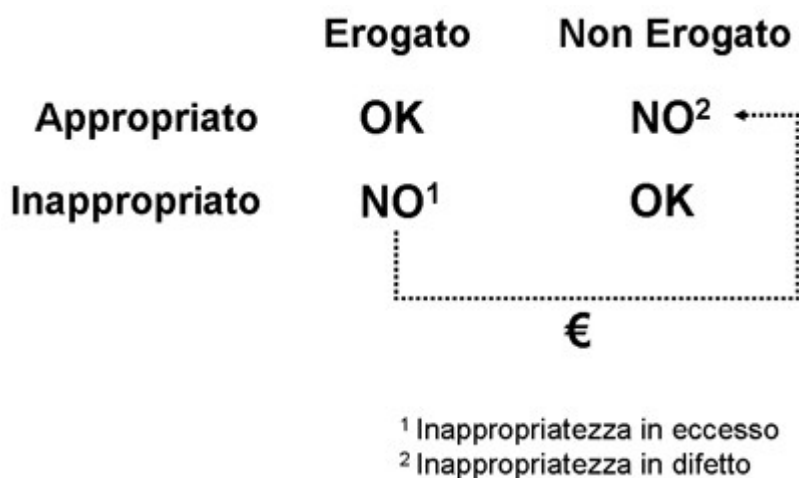 Erogato Non Erogato
Appropriato OK NO²
Inappropriato NO¹ OK
€
¹ Inappropriatezza in eccesso
² Inappropriatezza in difetto